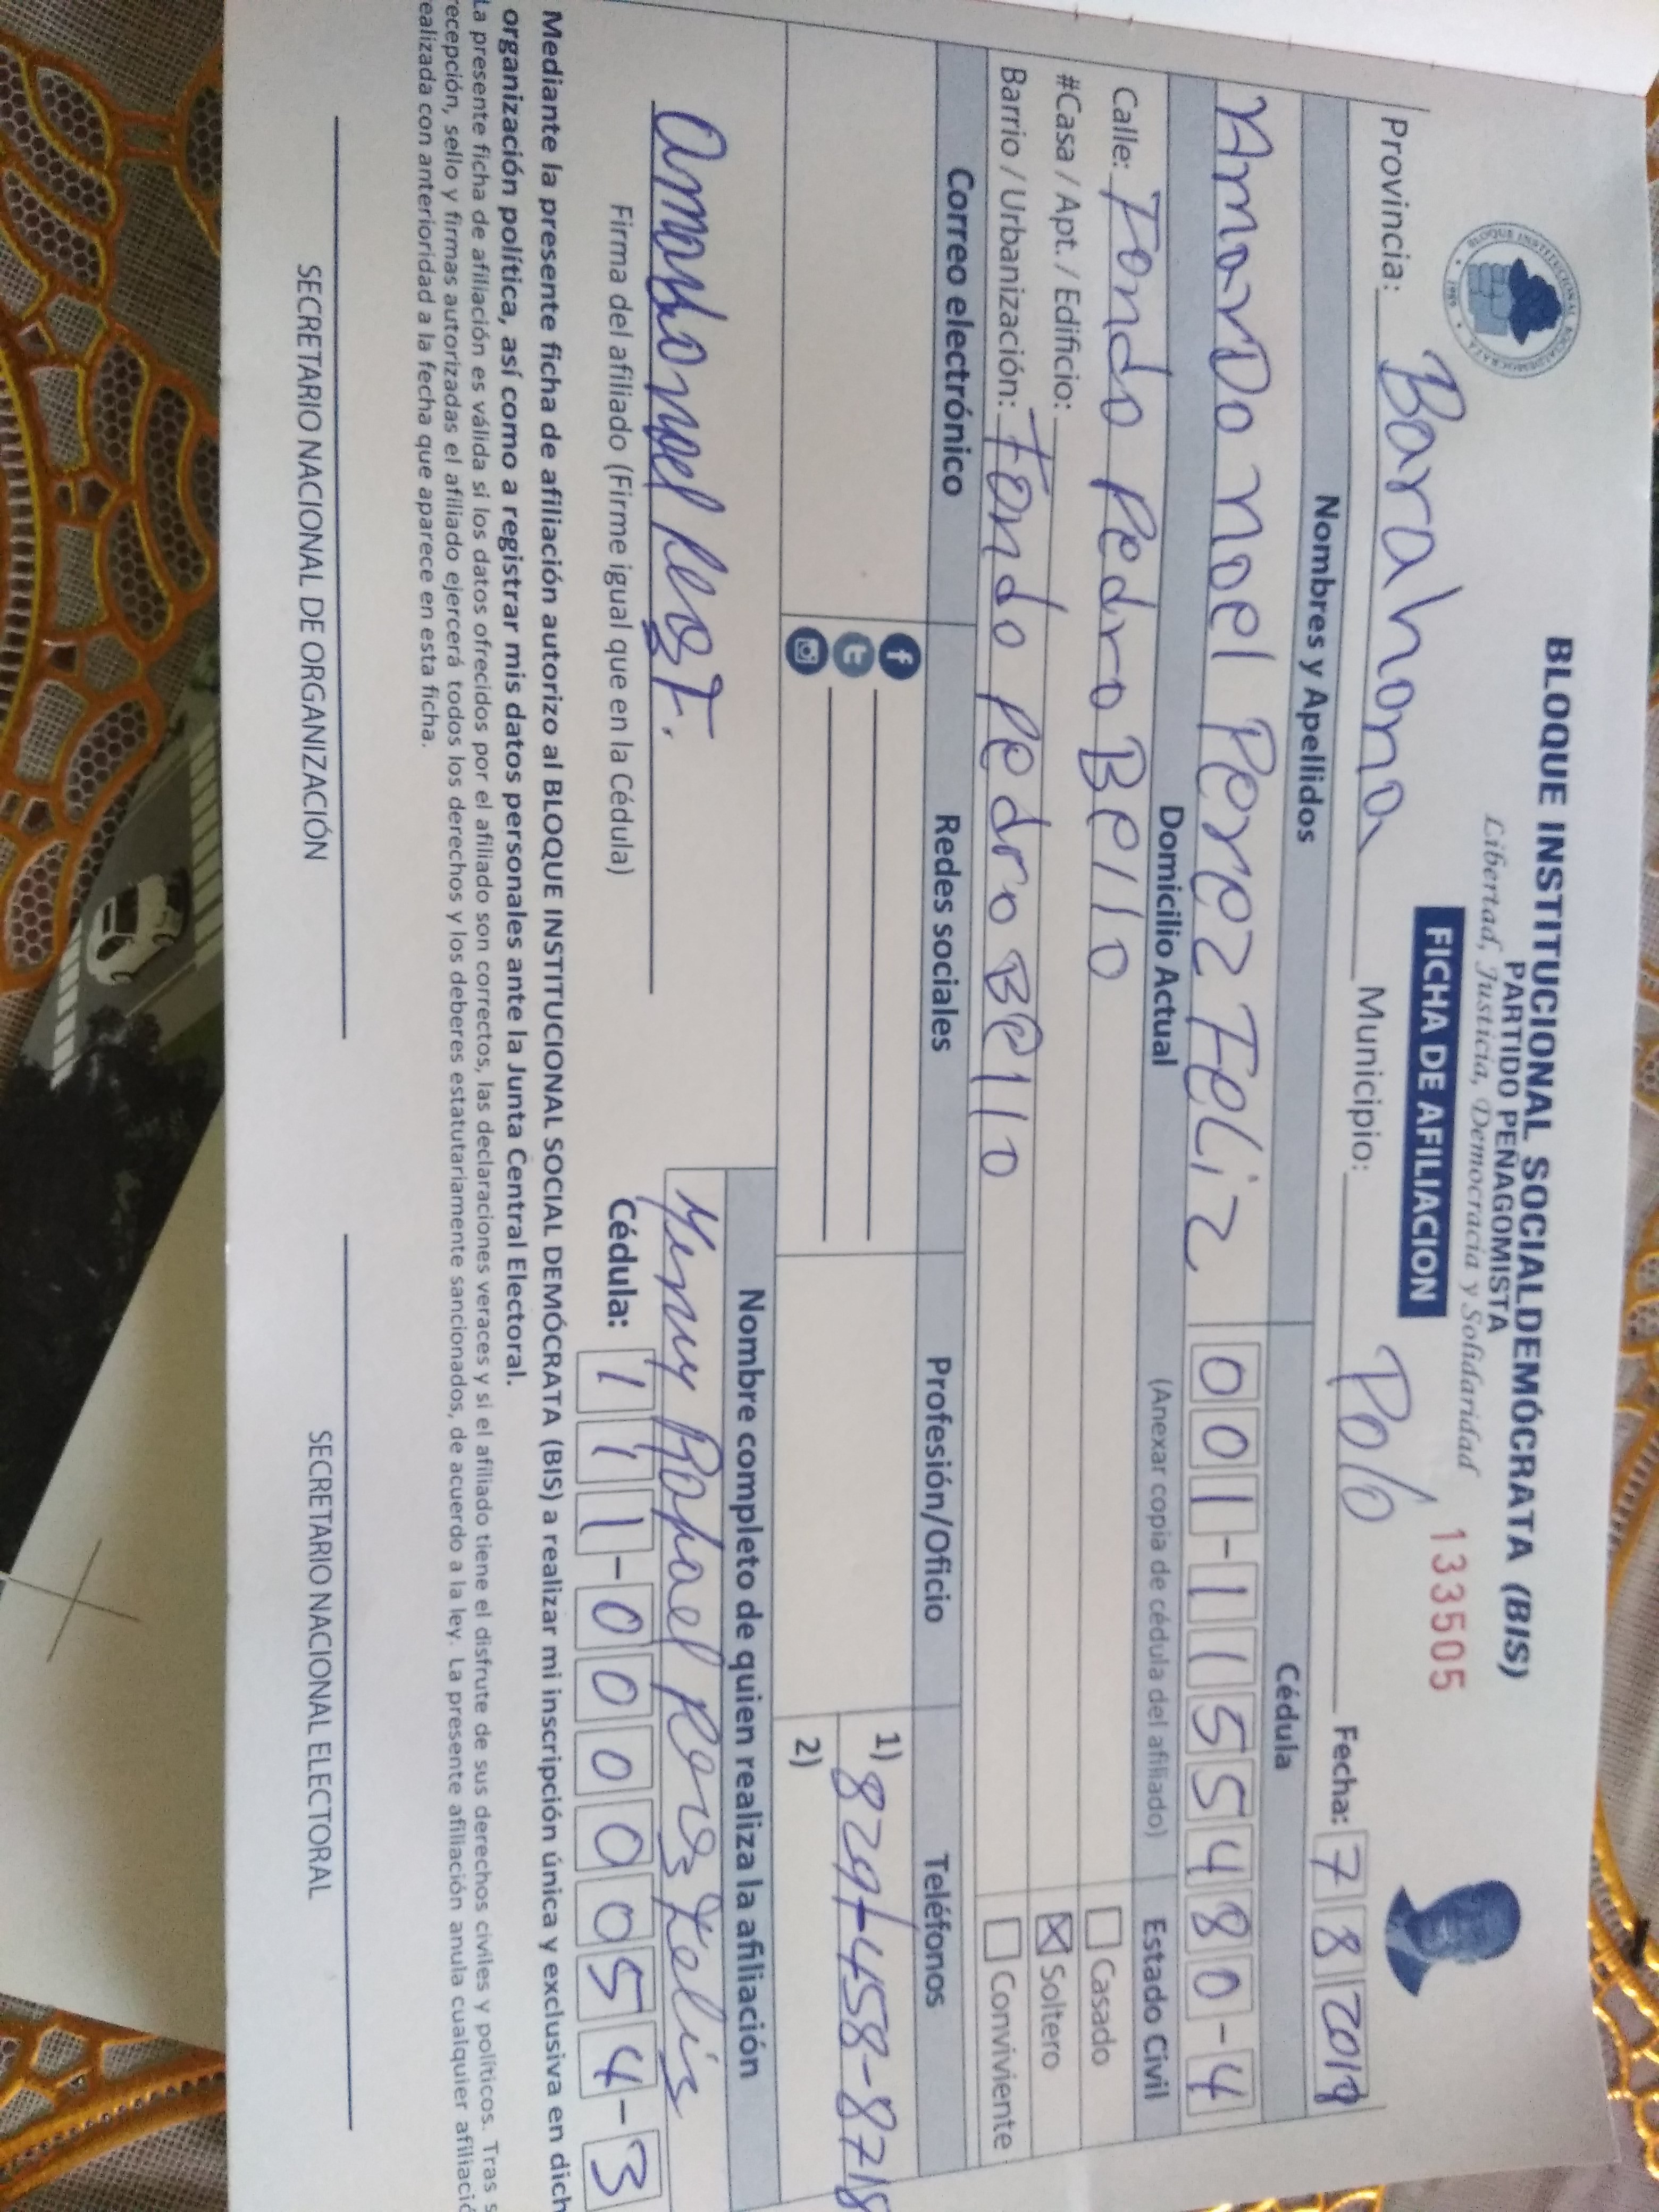 BLOQUE INSTITUCIONAL SOCIALDEMÓCRATA (BIS)
PARTIDO PEÑAGOMISTA
Libertad, Justicia, Democracia y Solidaridad
BLOQUE INSTITUCIONAL SOCIALDEMOCRATA
FICHA DE AFILIACION
133505
Provincia: Barahona Municipio: Polo Fecha: 7 8 2019
Nombres y Apellidos Cédula
AmarDo noel Perez Feliz 001-1155480-4
Domicilio Actual (Anexar copia de cédula del afiliado) Estado Civil
Calle: Fondo Pedro Bello Casado
#Casa / Apt. / Edificio: Soltero
Barrio / Urbanización: Fondo Pedro Bello Conviviente
Correo electrónico Redes sociales Profesión/Oficio Teléfonos
1) 829-458-8718
2)
Nombre completo de quien realiza la afiliación
Rafael
Firma del afiliado (Firme igual que en la Cédula) Cédula: 111-0000054-3
Mediante la presente ficha de afiliación autorizo al BLOQUE INSTITUCIONAL SOCIAL DEMÓCRATA (BIS) a realizar mi inscripción única y exclusiva en dich
organización política, así como a registrar mis datos personales ante la Junta Central Electoral.
La presente ficha de afiliación es válida si los datos ofrecidos por el afiliado son correctos, las declaraciones veraces y si el afiliado tiene el disfrute de sus derechos civiles y políticos. Tras s
recepción, sello y firmas autorizadas el afiliado ejercerá todos los derechos y los deberes estatutariamente sancionados, de acuerdo a la ley. La presente afiliación anula cualquier afiliació
ealizada con anterioridad a la fecha que aparece en esta ficha.
SECRETARIO NACIONAL DE ORGANIZACIÓN SECRETARIO NACIONAL ELECTORAL